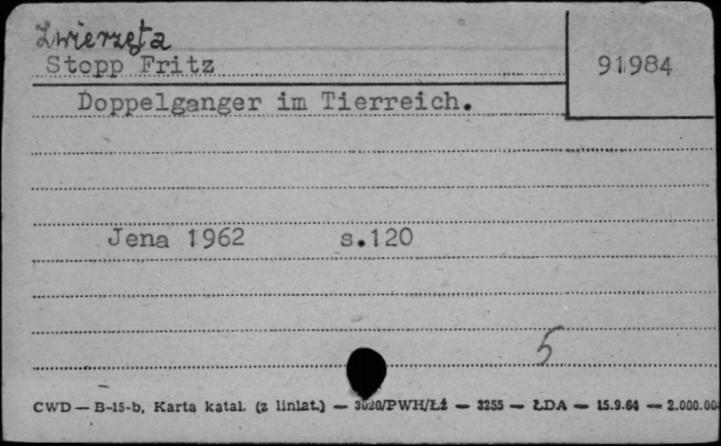 Zwierzęta
Stopp Fritz
91984
Doppelganger im Tierreich.
Jena 1962 s.120
5
CWD — B-15-b, Karta katal. (z liniat.) — 3020/PWH/Łź — 3255 — ŁDA — 15.9.64 — 2.000.00